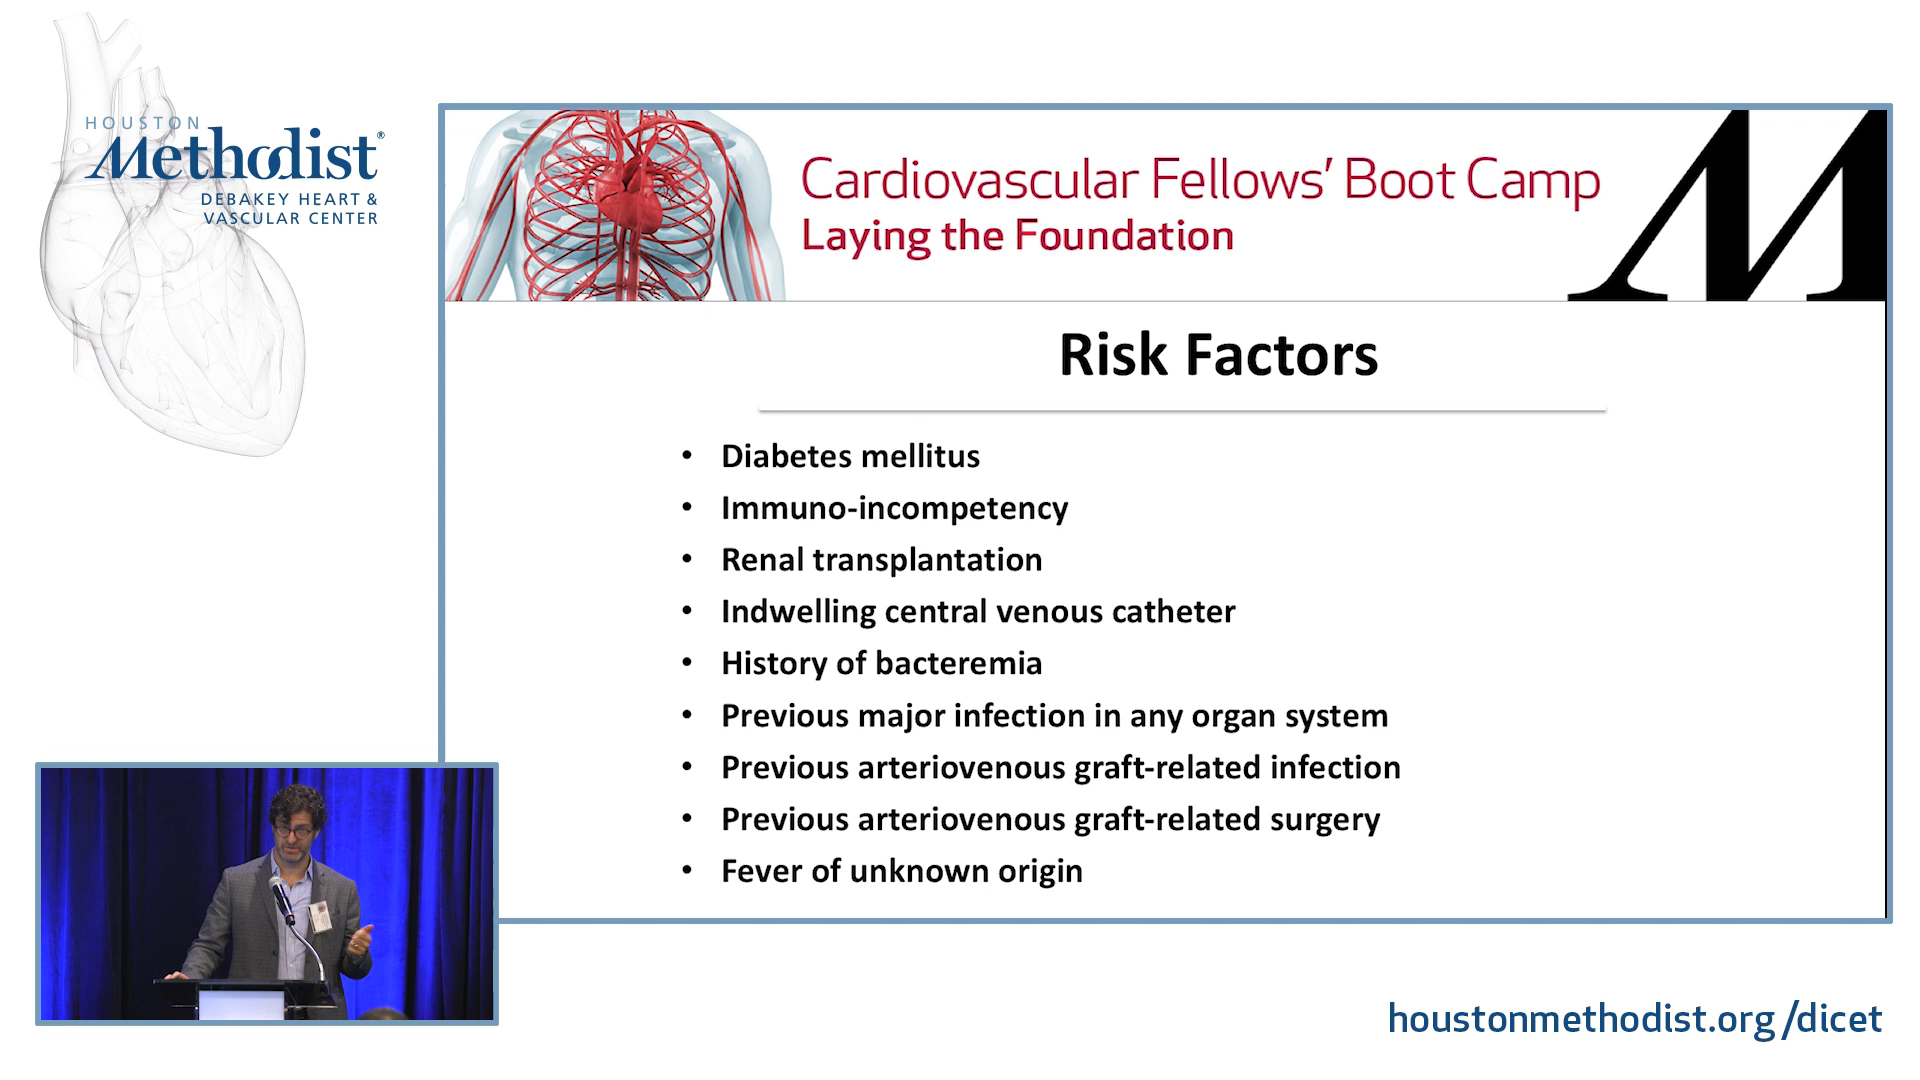 HOUSTON
Methodist®
DEBAKEY HEART &
VASCULAR CENTER
Cardiovascular Fellows' Boot Camp
Laying the Foundation
M
Risk Factors
• Diabetes mellitus
• Immuno-incompetency
• Renal transplantation
• Indwelling central venous catheter
• History of bacteremia
• Previous major infection in any organ system
• Previous arteriovenous graft-related infection
• Previous arteriovenous graft-related surgery
• Fever of unknown origin
houstonmethodist.org/dicet